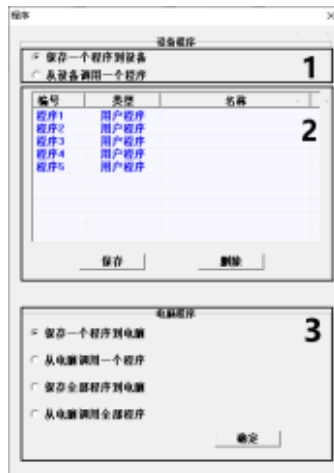 程序
设备程序
保存一个程序到设备
从设备调用一个程序
1
编号 类型 名称
2
程序1 用户程序
程序2 用户程序
程序3 用户程序
程序4 用户程序
程序5 用户程序
保存 删除
电脑程序
3
保存一个程序到电脑
从电脑调用一个程序
保存全部程序到电脑
从电脑调用全部程序
确定